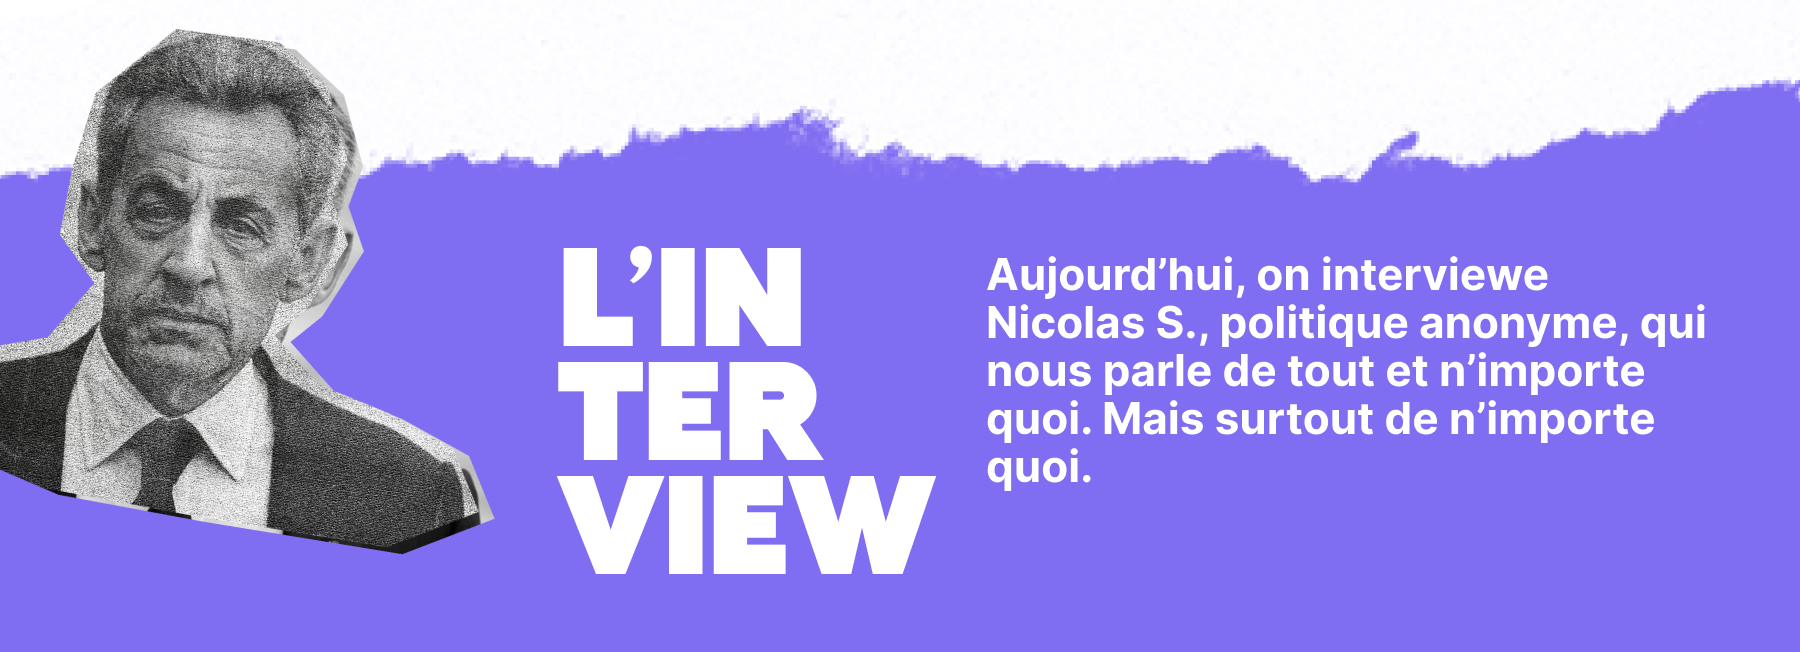 L’IN
TER
VIEW
Aujourd’hui, on interviewe
Nicolas S., politique anonyme, qui
nous parle de tout et n’importe
quoi. Mais surtout de n’importe
quoi.